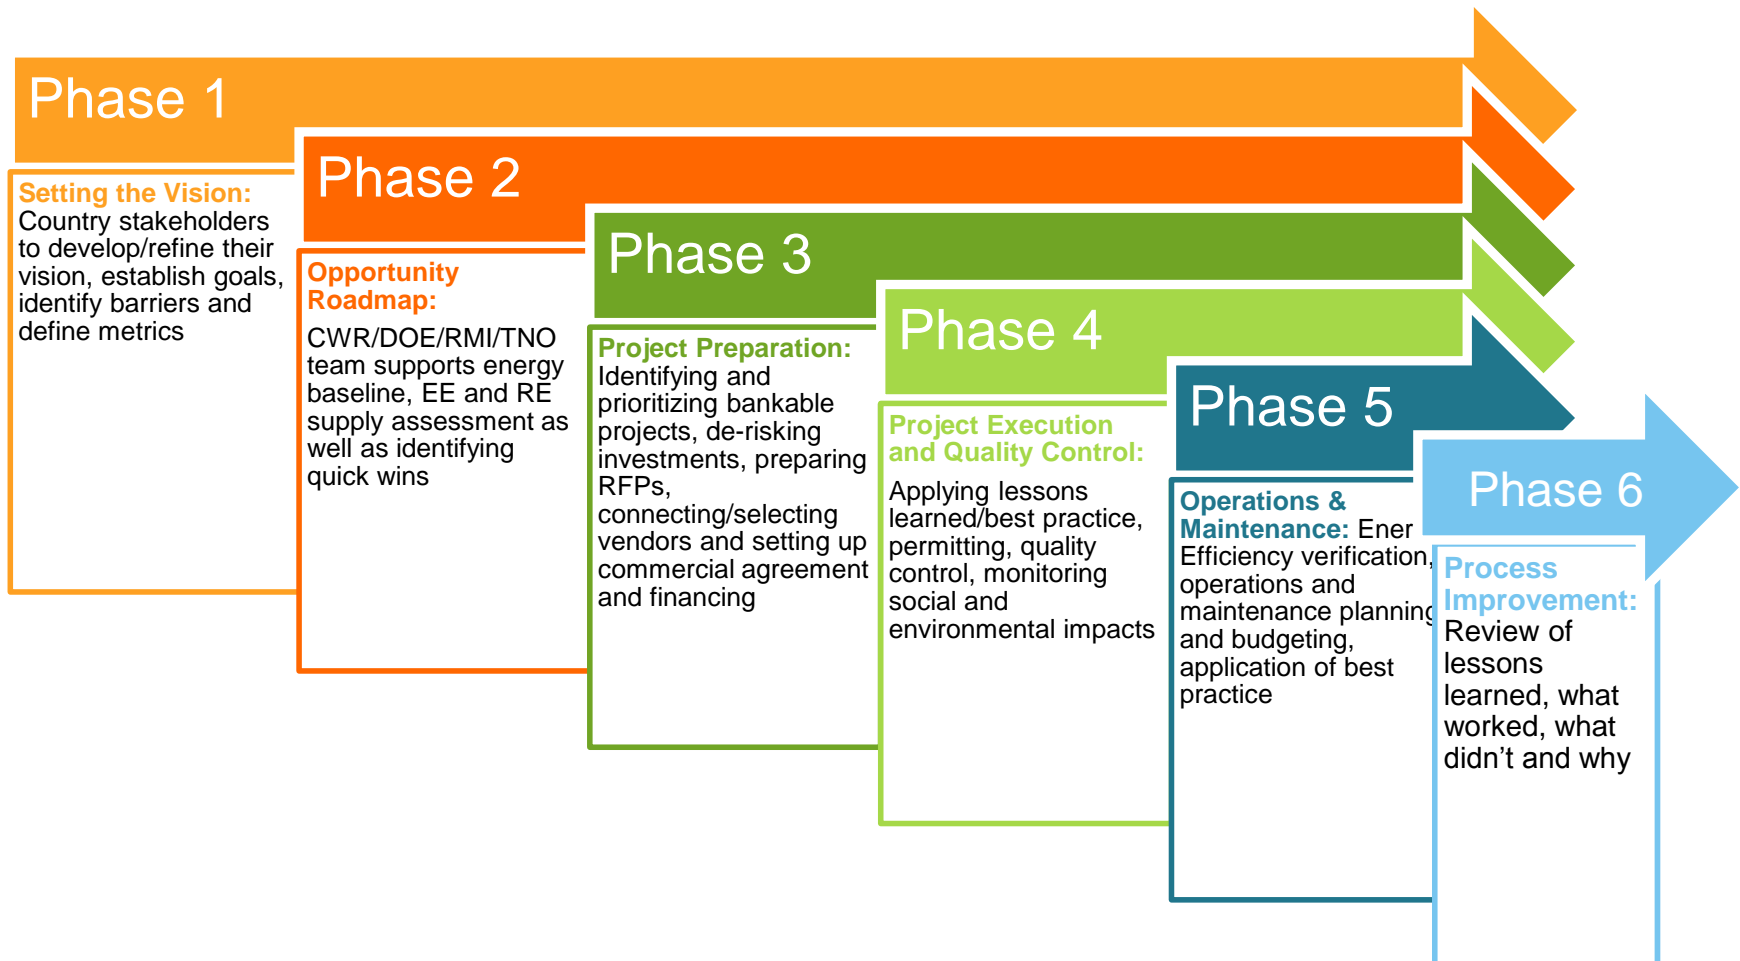 Phase 1
Setting the Vision:
Country stakeholders
to develop/refine their
vision, establish goals,
identify barriers and
define metrics
Phase 2
Opportunity
Roadmap:
CWR/DOE/RMI/TNO
team supports energy
baseline, EE and RE
supply assessment as
well as identifying
quick wins
Phase 3
Project Preparation:
Identifying and
prioritizing bankable
projects, de-risking
investments, preparing
RFPs,
connecting/selecting
vendors and setting up
commercial agreement
and financing
Phase 4
Project Execution
and Quality Control:
Applying lessons
learned/best practice,
permitting, quality
control, monitoring
social and
environmental impacts
Phase 5
Operations &
Maintenance: Ener
Efficiency verification,
operations and
maintenance planning
and budgeting,
application of best
practice
Phase 6
Process
Improvement:
Review of
lessons
learned, what
worked, what
didn’t and why